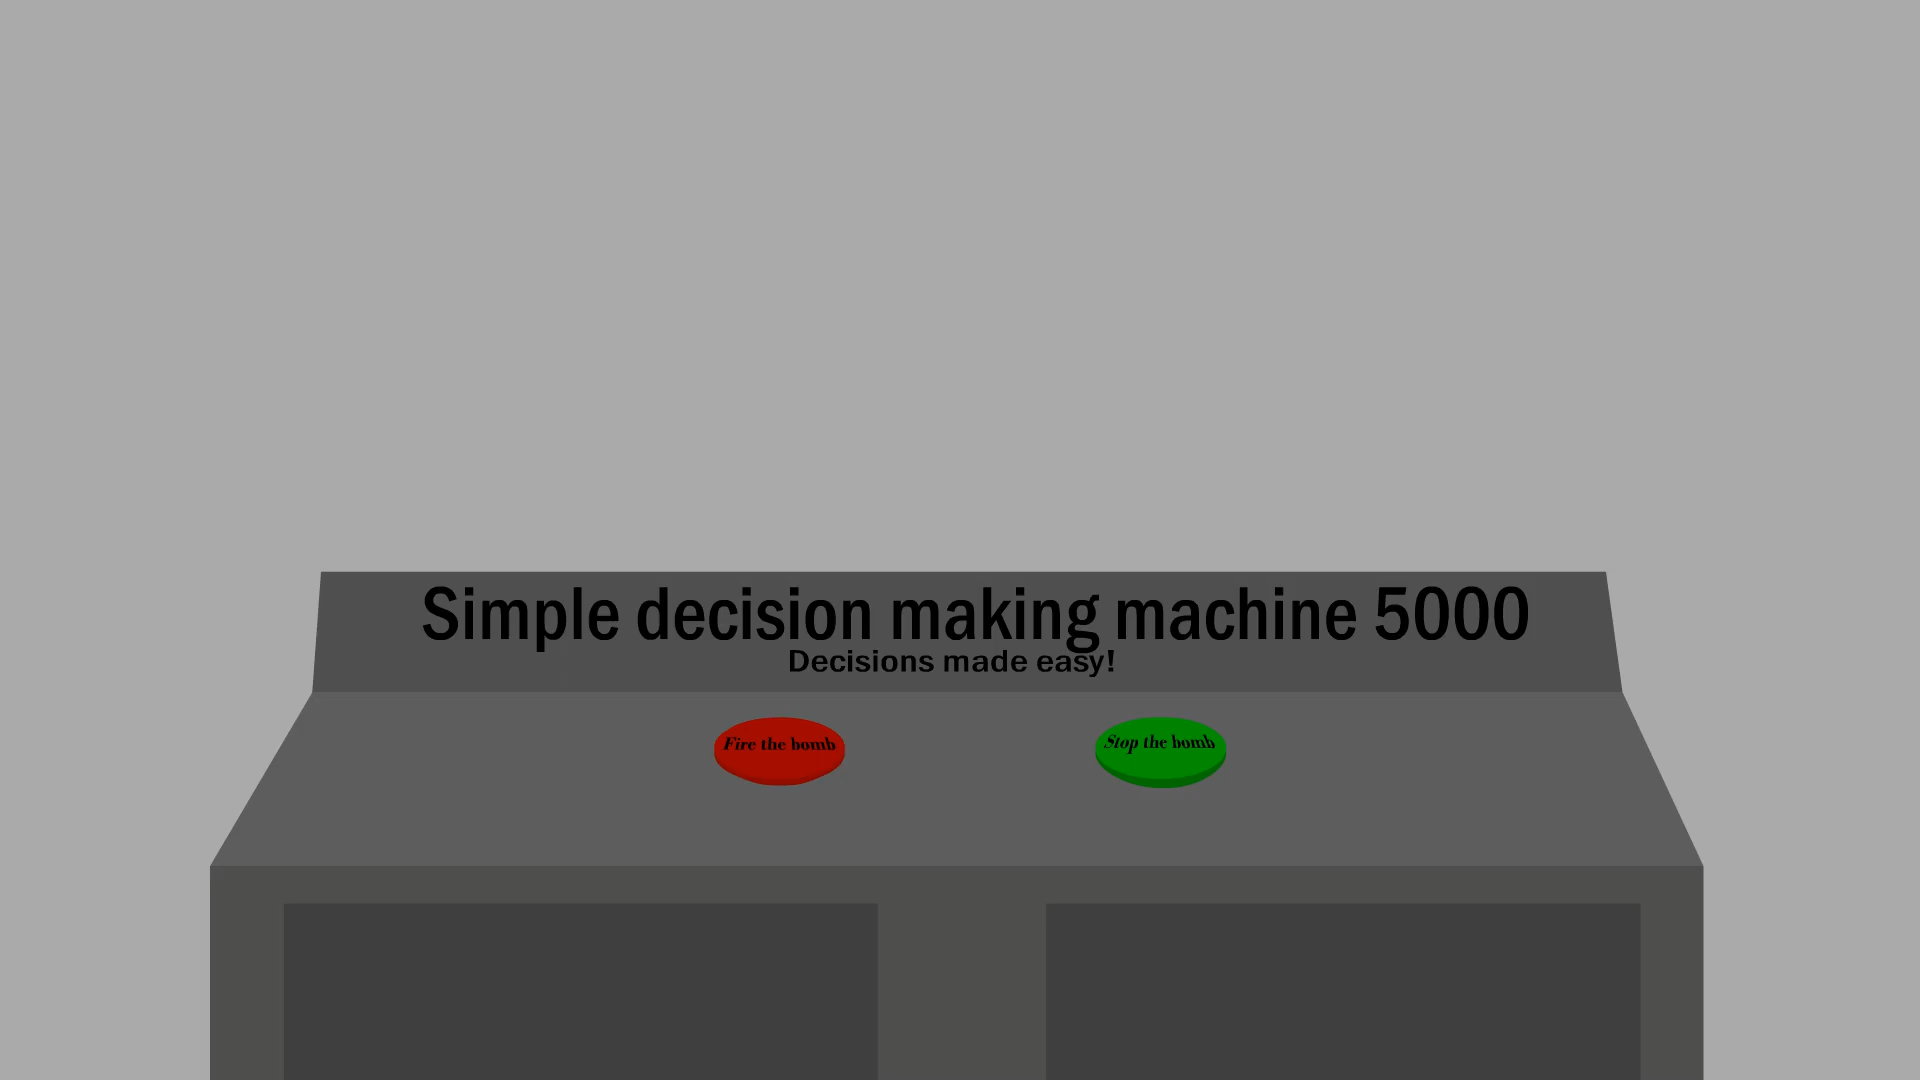 Simple decision making machine 5000
Decisions made easy!
Fire the bomb
Stop the bomb